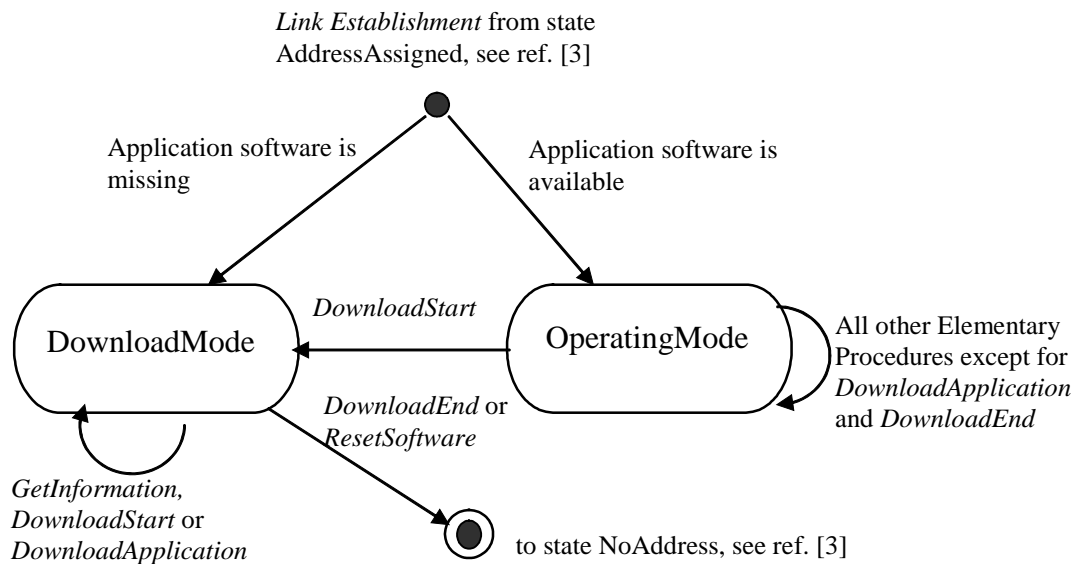 Link Establishment from state
AddressAssigned, see ref. [3]
Application software is
missing
Application software is
available
DownloadMode
DownloadStart
OperatingMode
All other Elementary
Procedures except for
DownloadApplication
and DownloadEnd
DownloadEnd or
ResetSoftware
GetInformation,
DownloadStart or
DownloadApplication
to state NoAddress, see ref. [3]